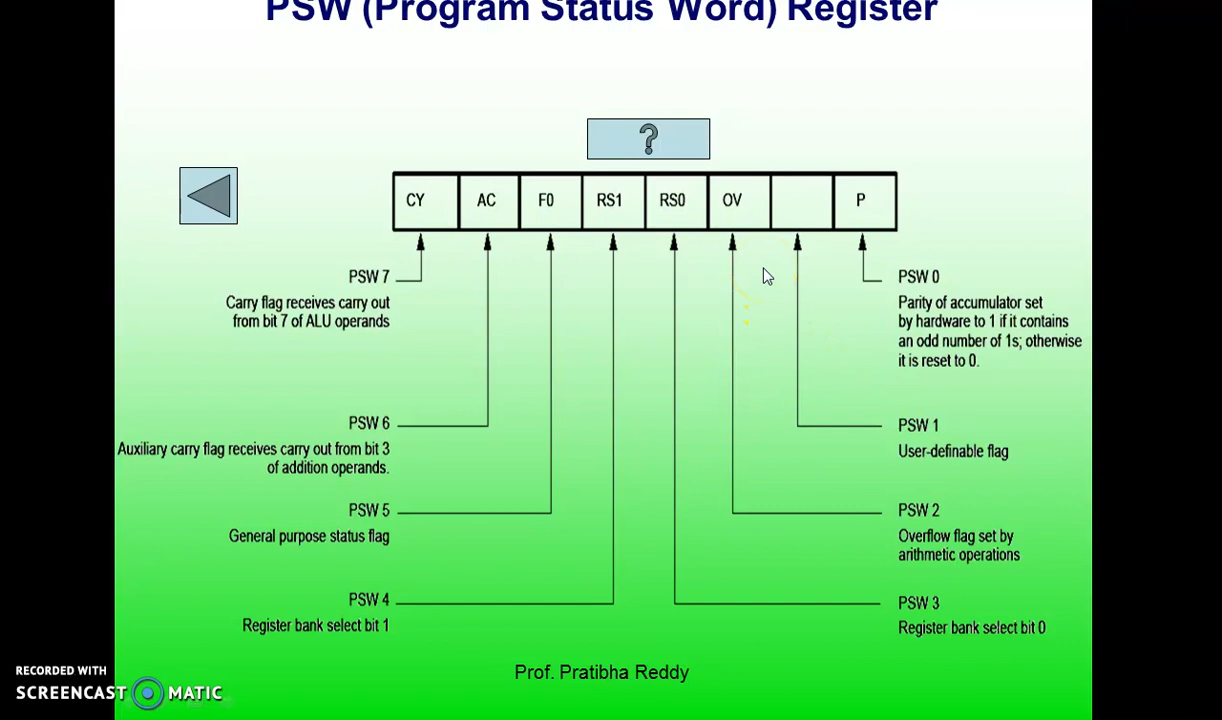 PSW (Program Status Word) Register
?
CY AC F0 RS1 RS0 OV P
PSW 7
Carry flag receives carry out
from bit 7 of ALU operands
PSW 0
Parity of accumulator set
by hardware to 1 if it contains
an odd number of 1s; otherwise
it is reset to 0.
PSW 6
Auxiliary carry flag receives carry out from bit 3
of addition operands.
PSW 1
User-definable flag
PSW 5
General purpose status flag
PSW 2
Overflow flag set by
arithmetic operations
PSW 4
Register bank select bit 1
PSW 3
Register bank select bit 0
Prof. Pratibha Reddy
RECORDED WITH
SCREENCAST MATIC